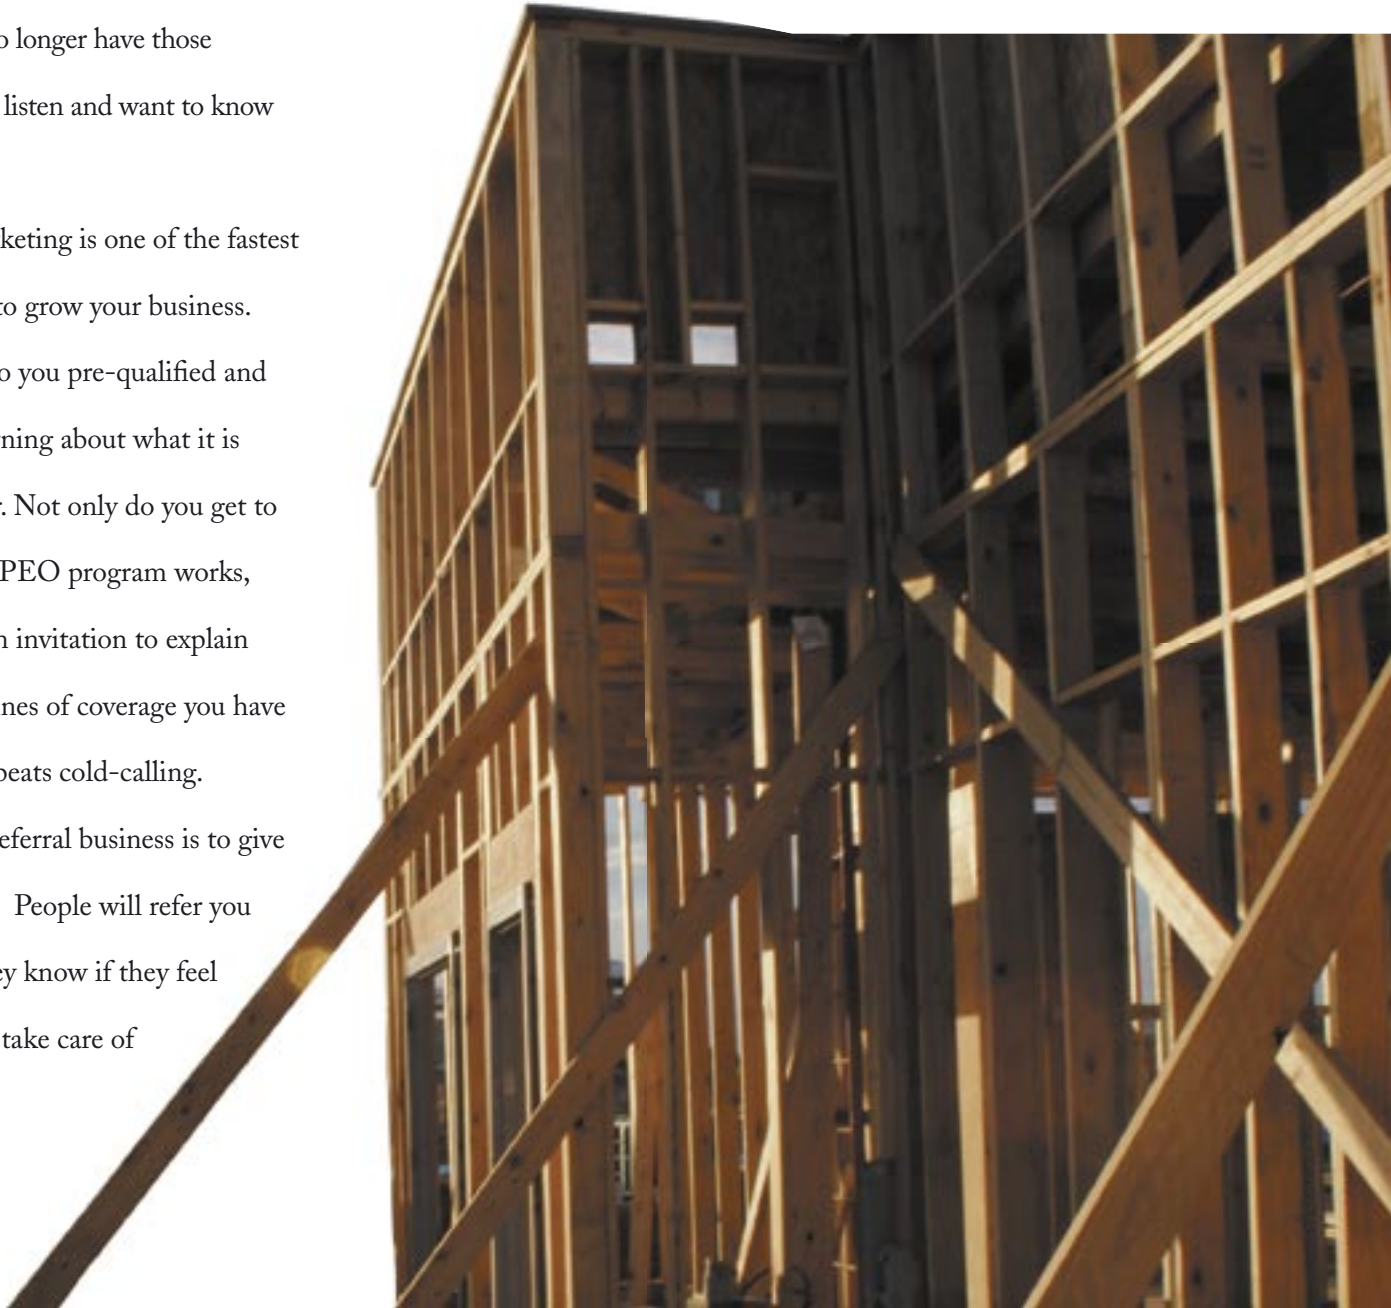 longer have those
listen and want to know
keting is one of the fastest
to grow your business.
you pre-qualified and
ning about what it is
. Not only do you get to
PEO program works,
invitation to explain
nes of coverage you have
beats cold-calling.
eferral business is to give
People will refer you
ey know if they feel
take care of